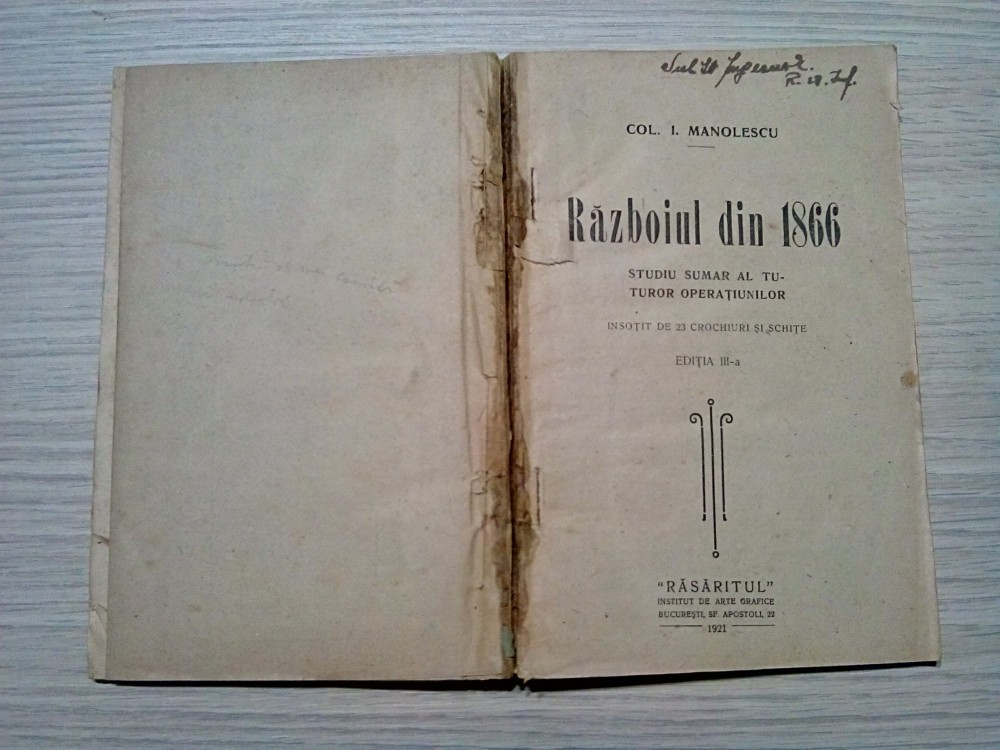 COL. I. MANOLESCU
Războiul din 1866
STUDIU SUMAR AL TU-
TUROR OPERAȚIUNILOR
INSOȚIT DE 23 CROCHIURI ȘI SCHIȚE
EDIȚIA III-a
"RĂSĂRITUL"
INSTITUT DE ARTE GRAFICE
BUCUREȘTI, SF. APOSTOLI, 22
1921